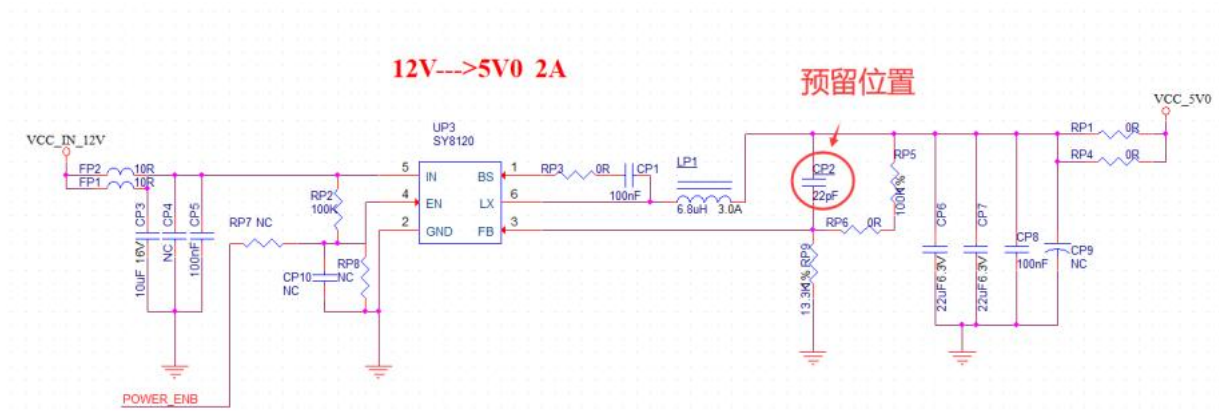 12V--->5V0 2A
预留位置
VCC_IN_12V
VCC_5V0
FP2 10R
FP1 10R
CP3
10uF 16V
CP4
NC
CP5
100nF
RP7 NC
RP2
100K
CP10
NC
RP8
NC
POWER_ENB
UP3
SY8120
5 IN BS 1
4 EN LX 6
2 GND FB 3
RP3 0R
CP1
100nF
LP1
6.8uH 3.0A
CP2
22pF
RP5
100K1%
RP6 0R
RP9
13.3K1%
CP6
22uF6.3V
CP7
22uF6.3V
CP8
100nF
CP9
NC
RP1 0R
RP4 0R